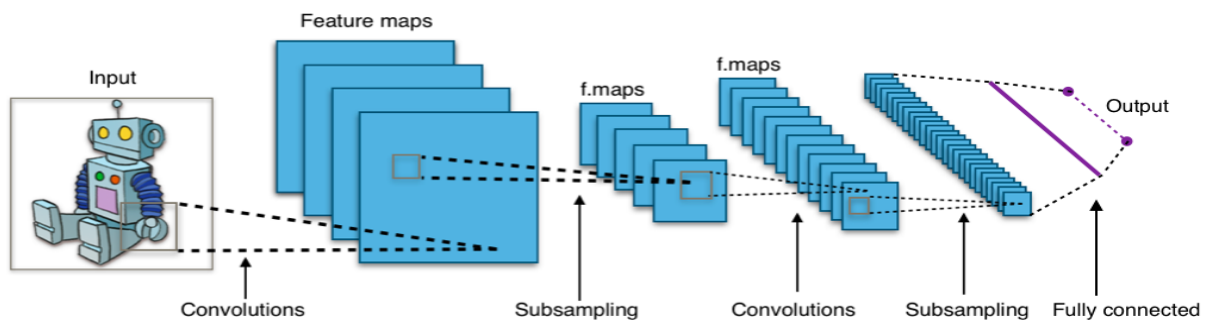 Feature maps
Input
f.maps
f.maps
Output
Convolutions
Subsampling
Convolutions
Subsampling
Fully connected